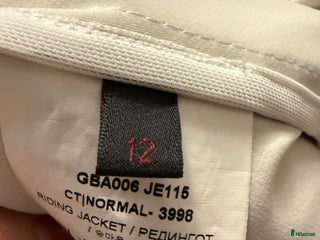 12
GBA006 JE115
CT|NORMAL- 3998
RIDING JACKET / РЕДИНГОТ